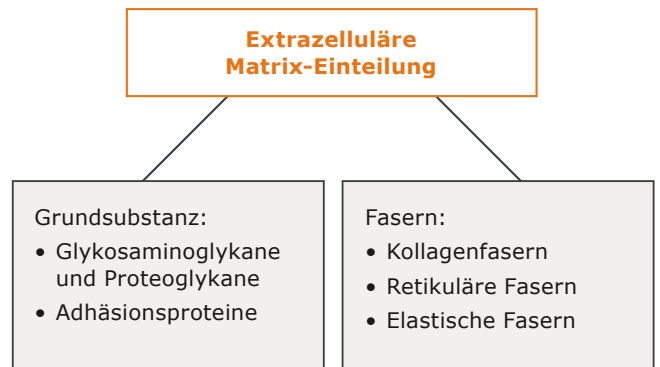 Extrazelluläre
Matrix-Einteilung
Grundsubstanz:
• Glykosaminoglykane
und Proteoglykane
• Adhäsionsproteine
Fasern:
• Kollagenfasern
• Retikuläre Fasern
• Elastische Fasern